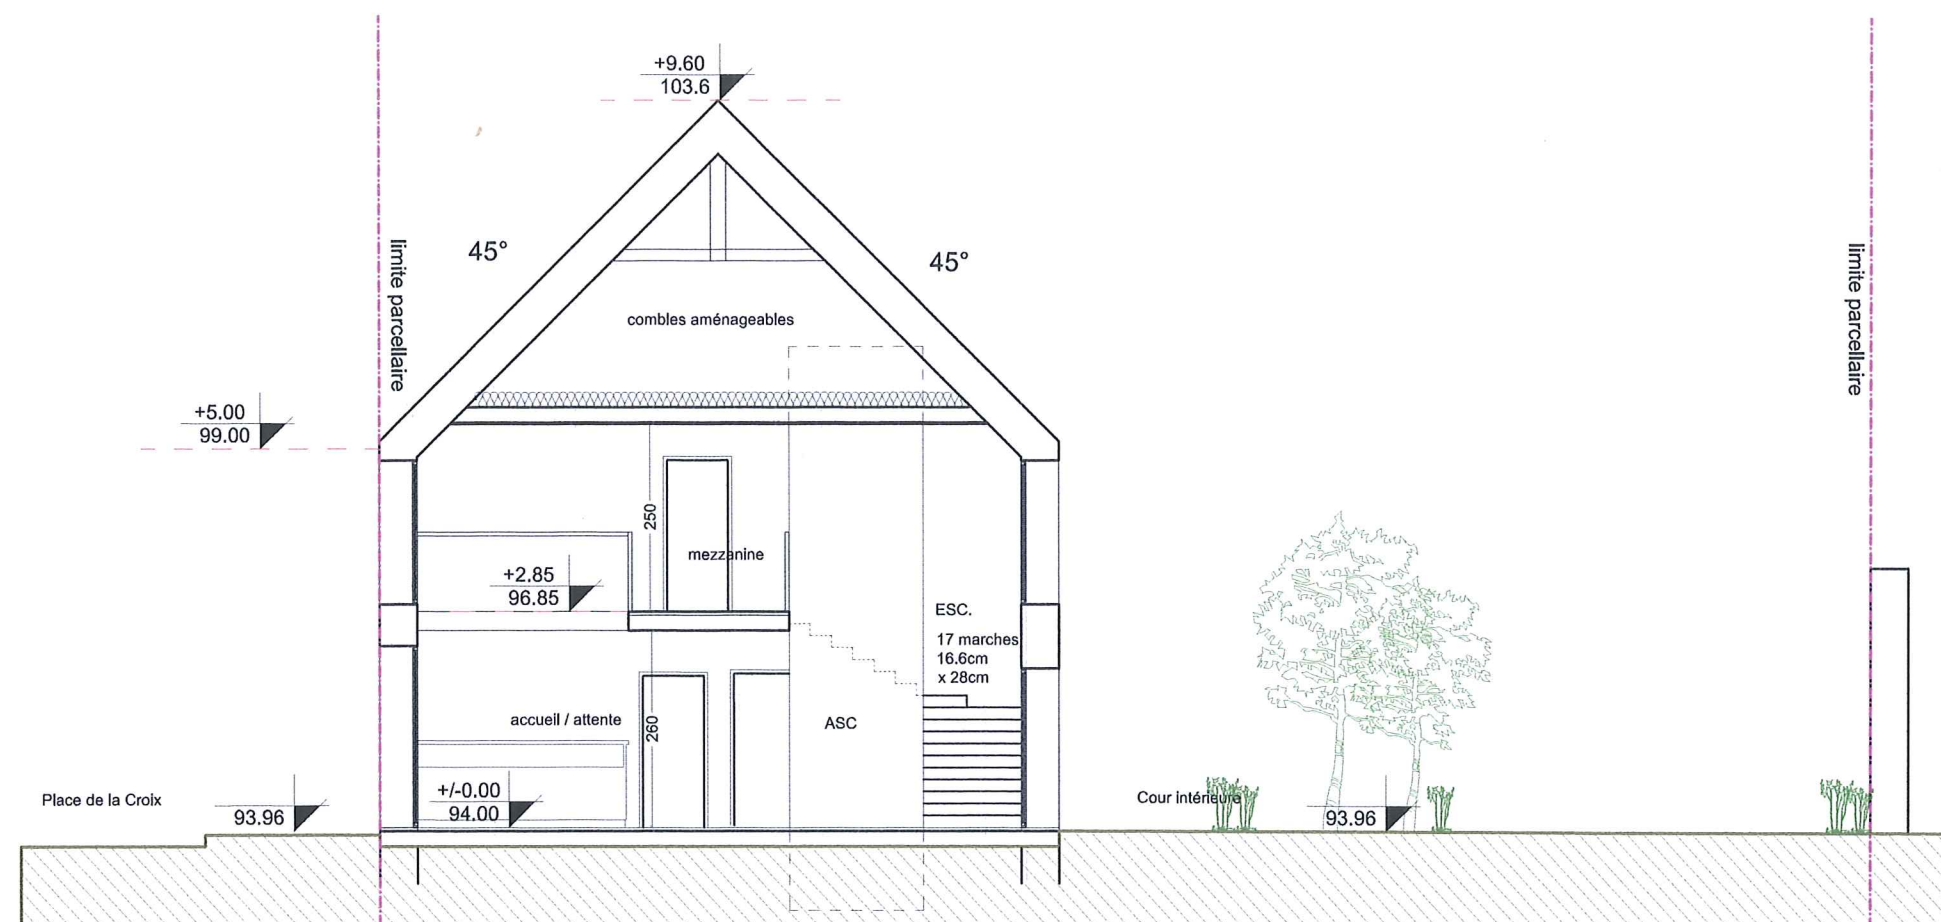 +9.60
103.6
45°
45°
limite parcellaire
limite parcellaire
combles aménageables
+5.00
99.00
250
mezzanine
+2.85
96.85
ESC.
17 marches
16.6cm
x 28cm
accueil / attente
260
ASC
+/-0.00
94.00
Place de la Croix
93.96
Cour intérieure
93.96